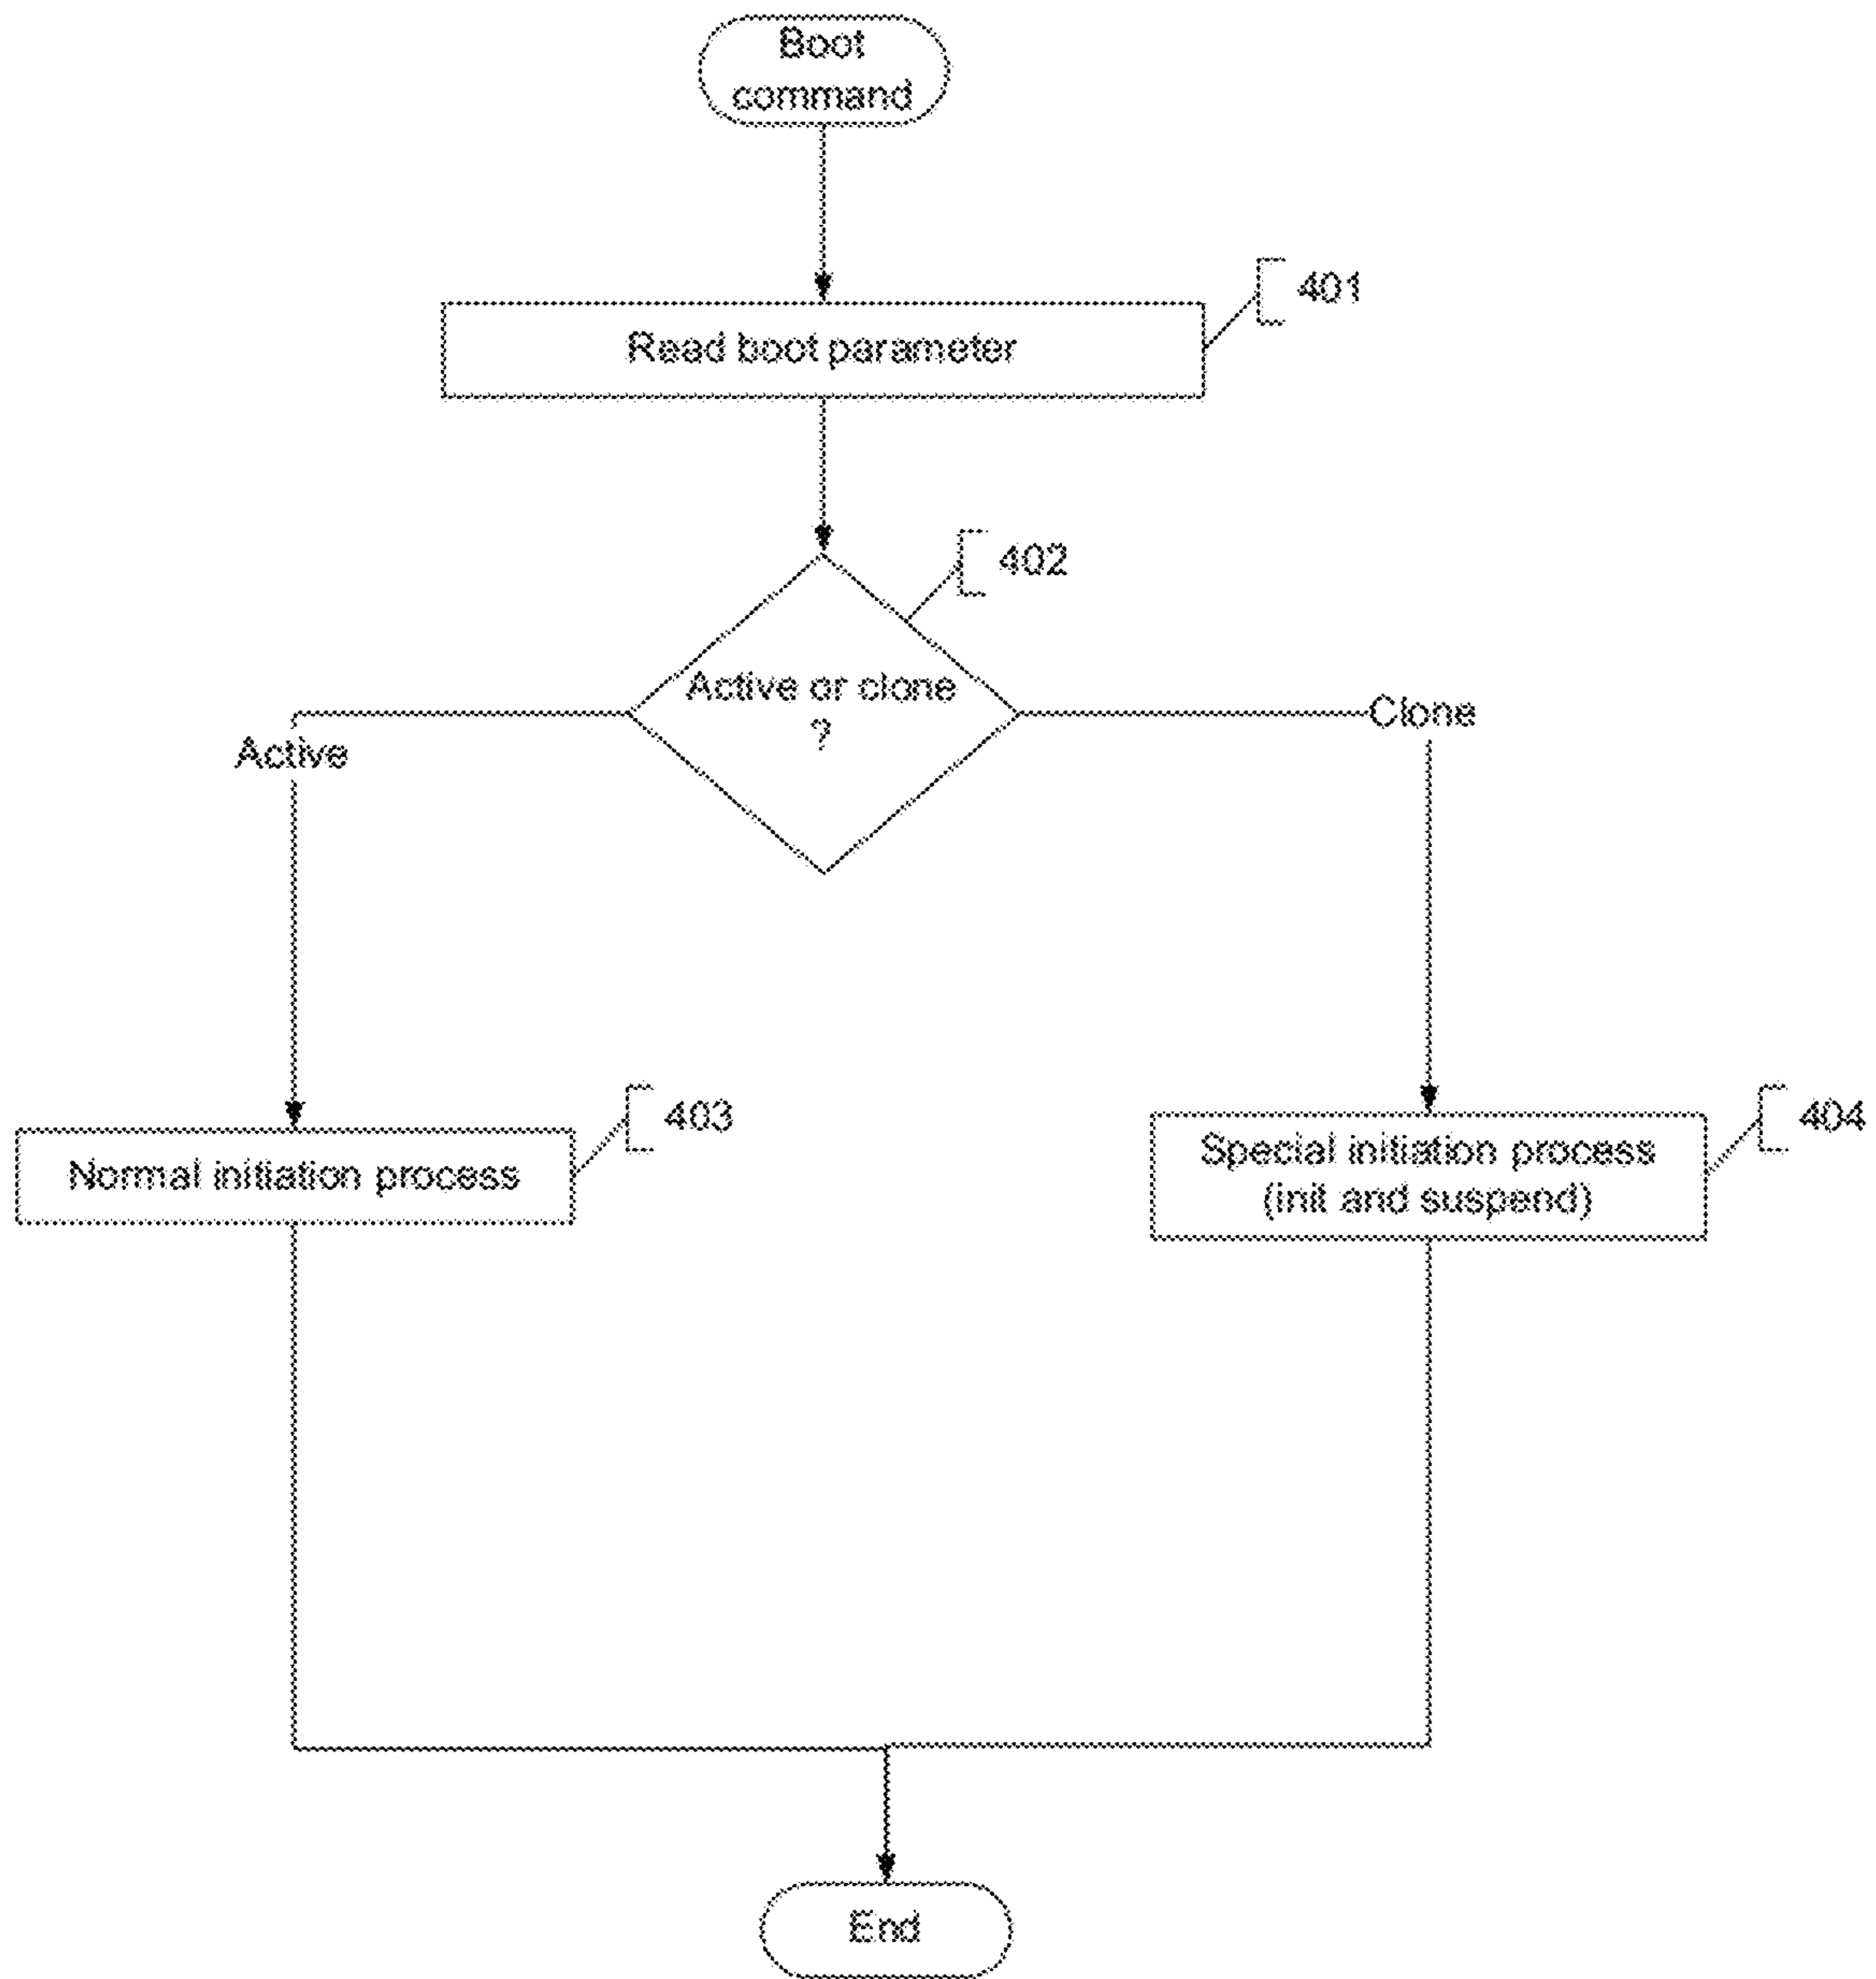 Boot
command
401
Read boot parameter
402
Active or clone
?
Clone
Active
403
Normal initiation process
404
Special initiation process
(init and suspend)
End